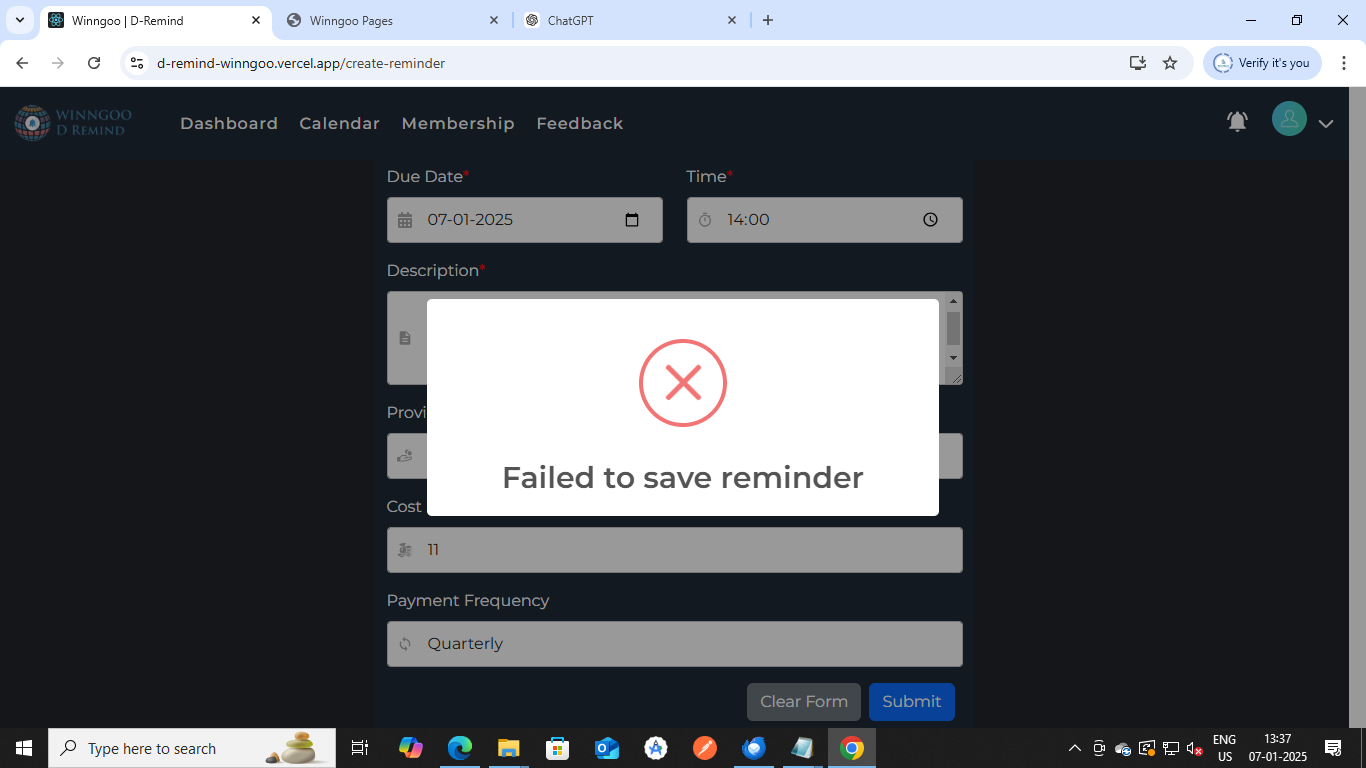 Winngoo | D-Remind
Winngoo Pages
ChatGPT
d-remind-winngoo.vercel.app/create-reminder
Verify it's you
WINNGOO
D REMIND
Dashboard
Calendar
Membership
Feedback
Due Date*
Time*
07-01-2025
14:00
Description*
Provi
Failed to save reminder
Cost
11
Payment Frequency
Quarterly
Clear Form
Submit
Type here to search
ENG
US
13:37
07-01-2025